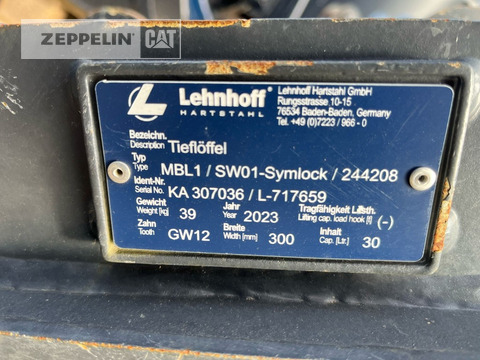 ZEPPELIN CAT
Lehnhoff®
HARTSTAHL
Lehnhoff Hartstahl GmbH
Rungsstrasse 10-15
76534 Baden-Baden, Germany
Tel. +49 (0)7223 / 966 - 0
Bezeichn.
Description Tieflöffel
Typ
Type MBL1 / SW01-Symlock / 244208
Ident-Nr.
Serial No. KA 307036 / L-717659
Gewicht Jahr Tragfähigkeit Llasth.
Weight [kg] 39 Year 2023 Lifting cap. load hook [t] (-)
Zahn Breite Inhalt
Tooth GW12 Width [mm] 300 Cap. [Ltr.] 30